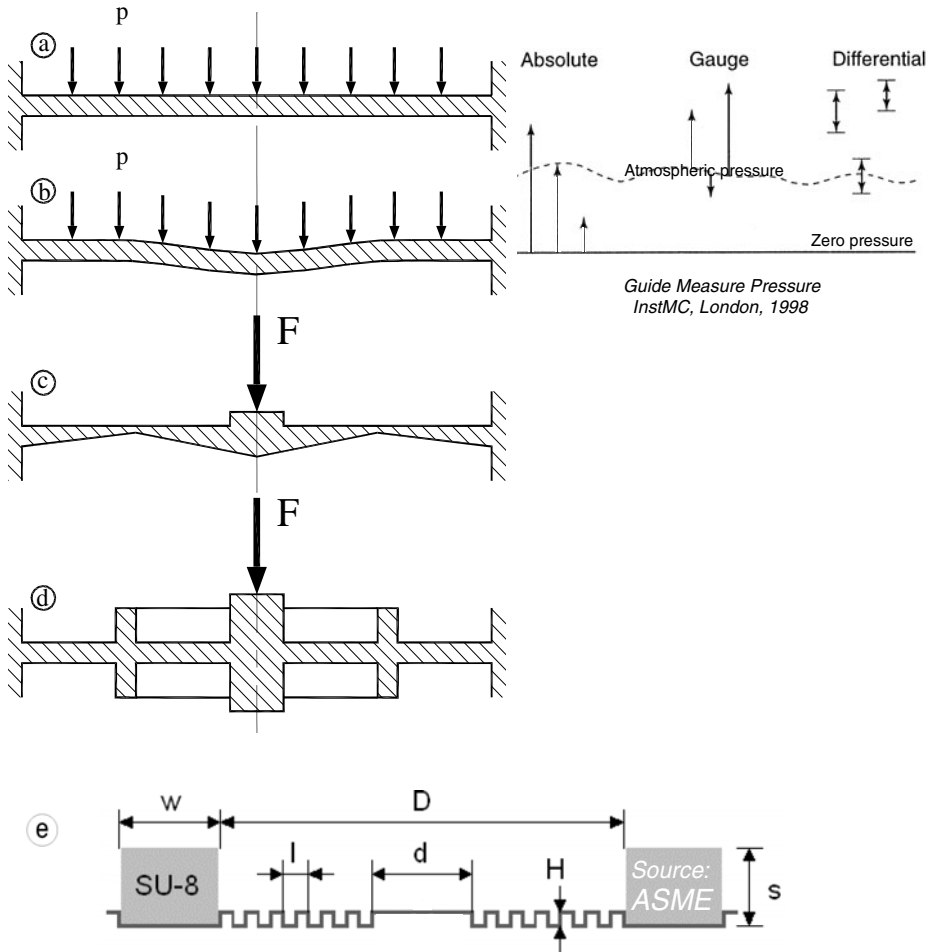 p
a
Absolute
Gauge
Differential
p
Atmospheric pressure
b
Zero pressure
Guide Measure Pressure
InstMC, London, 1998
F
c
F
d
w
D
e
l
d
H
Source:
SU-8
ASME
s